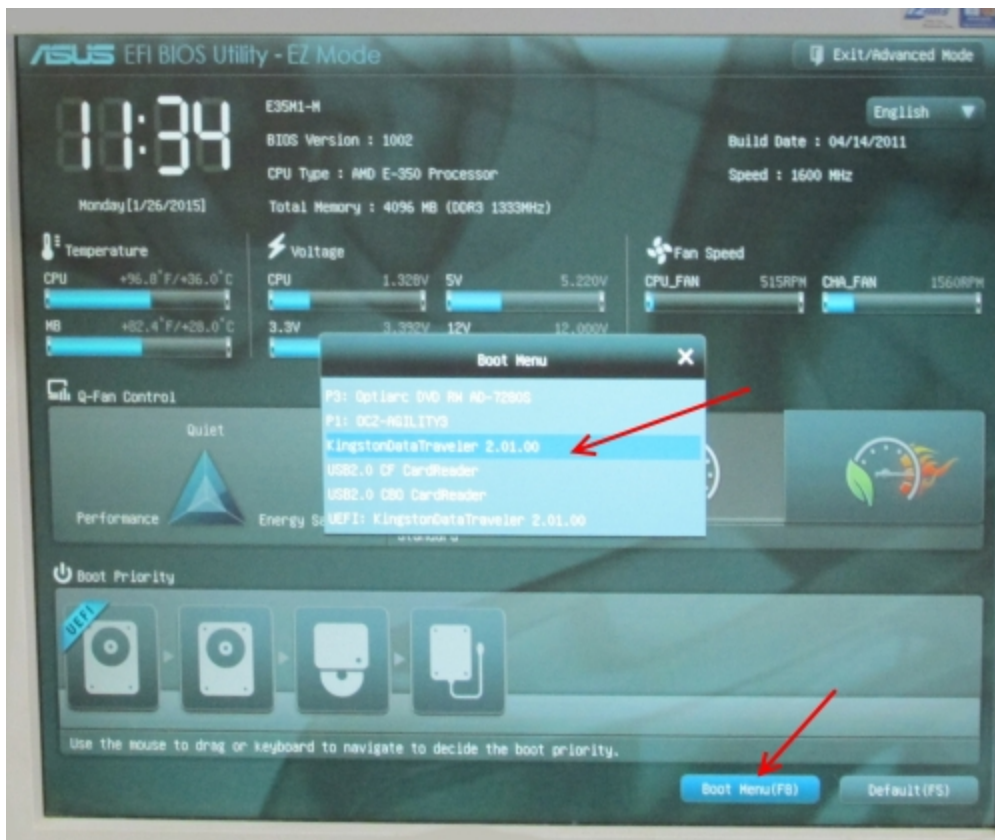 ASUS EFI BIOS Utility - EZ Mode
Exit/Advanced Mode
11:34
Monday[1/26/2015]
E35M1-M
English
BIOS Version : 1002
Build Date : 04/14/2011
CPU Type : AMD E-350 Processor
Speed : 1600 MHz
Total Memory : 4096 MB (DDR3 1333MHz)
Temperature
CPU +96.8°F/+36.0°C
MB +82.4°F/+28.0°C
Voltage
CPU 1.328V 5V 5.220V
3.3V 3.392V 12V 12.000V
Fan Speed
CPU_FAN 515RPM CHA_FAN 1560RPM
Boot Menu
P3: Optiarc DVD RW AD-7280S
P1: OCZ-AGILITY3
KingstonDataTraveler 2.01.00
USB2.0 CF CardReader
USB2.0 CBO CardReader
UEFI: KingstonDataTraveler 2.01.00
Q-Fan Control
Quiet
Performance
Energy
Standard
Boot Priority
UEFI
Use the mouse to drag or keyboard to navigate to decide the boot priority.
Boot Menu(F8)
Default(F5)